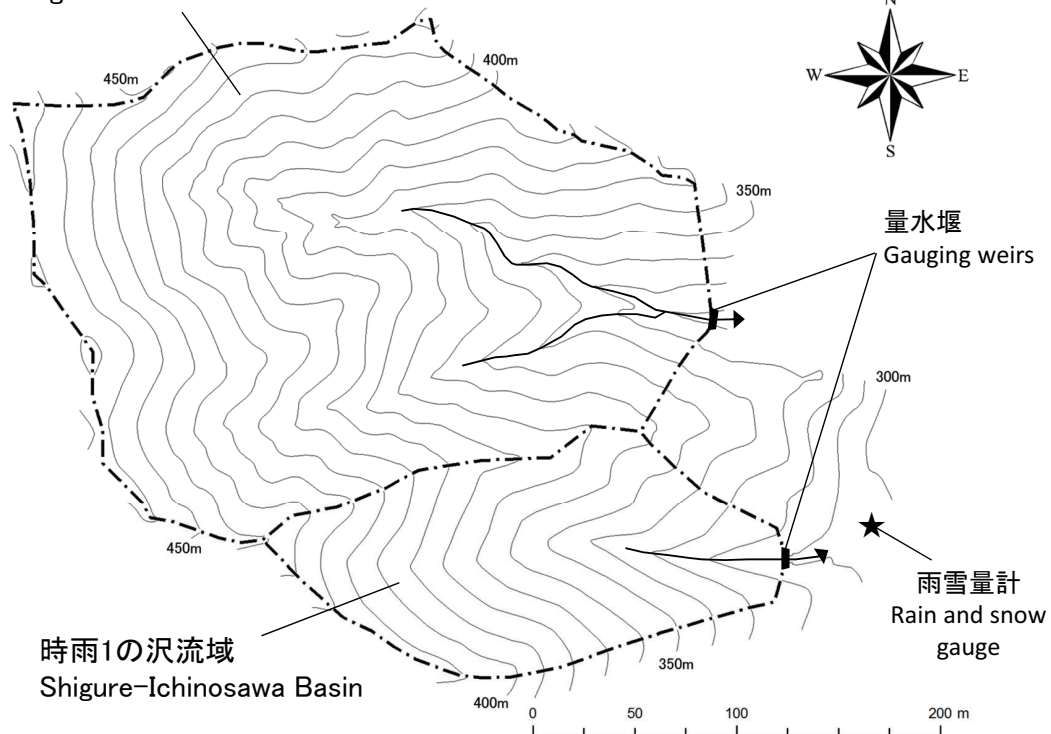 N
W
E
S
450m
400m
350m
量水堰
Gauging weirs
300m
450m
雨雪量計
Rain and snow
gauge
時雨1の沢流域
Shigure-Ichinosawa Basin
350m
400m
0 50 100 200 m